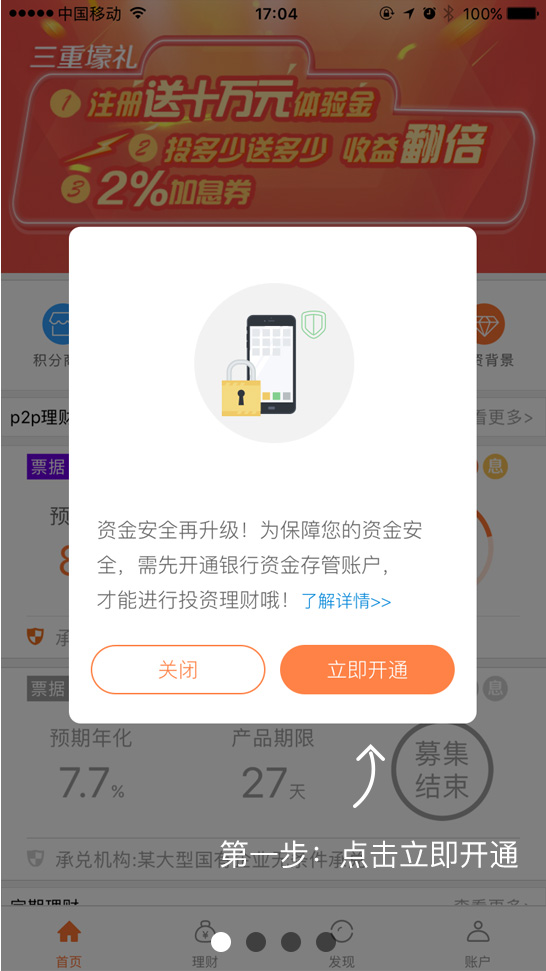 中国移动 17:04 100%
三重壕礼
1 注册送十万元体验金
2 投多少送多少 收益翻倍
3 2%加息券
积分商
资背景
p2p理财
看更多>
票据
息
预
8
资金安全再升级！为保障您的资金安
全，需先开通银行资金存管账户，
才能进行投资理财哦！了解详情>>
关闭 立即开通
承
票据
息
预期年化 产品期限 募集
7.7% 27天 结束
承兑机构:某大型国有企业无条件承
第一步：点击立即开通
定期理财 查看更多>
首页 理财 发现 账户